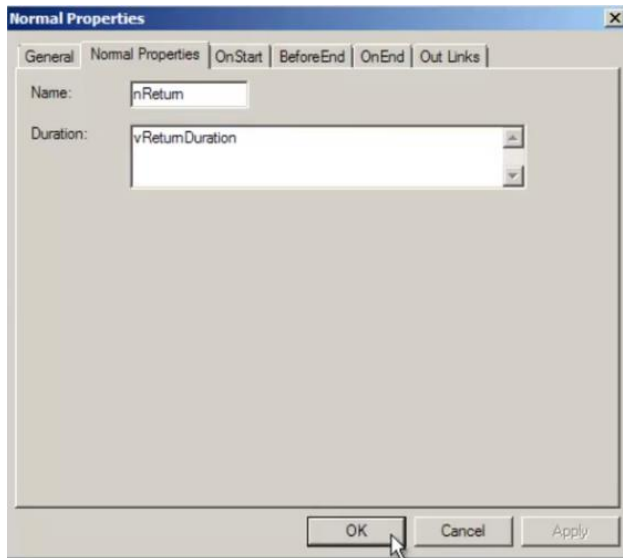 Normal Properties
General Normal Properties OnStart BeforeEnd OnEnd Out Links
Name: nReturn
Duration: vReturnDuration
OK Cancel Apply